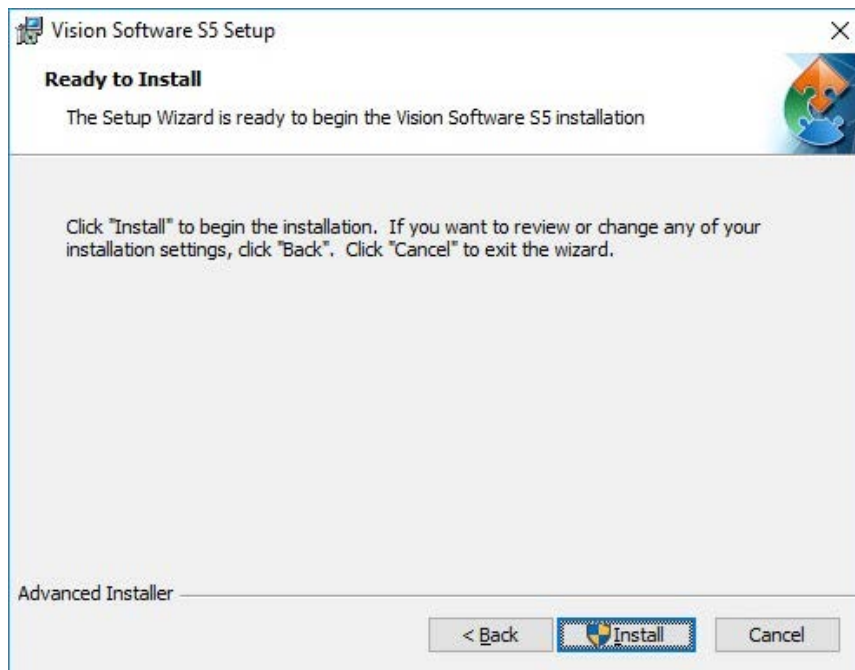 Vision Software S5 Setup
Ready to Install
The Setup Wizard is ready to begin the Vision Software S5 installation
Click "Install" to begin the installation.  If you want to review or change any of your
installation settings, click "Back".  Click "Cancel" to exit the wizard.
Advanced Installer
< Back Install Cancel